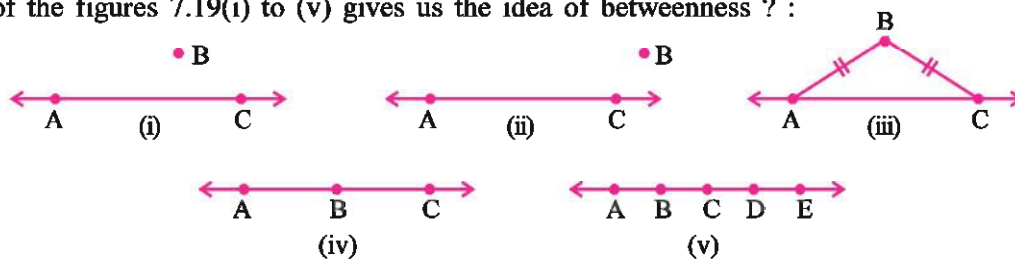 of the figures 7.19(i) to (v) gives us the idea of betweenness ? :
B
B
B
A (i) C
A (ii) C
A (iii) C
A B C
A B C D E
(iv)
(v)